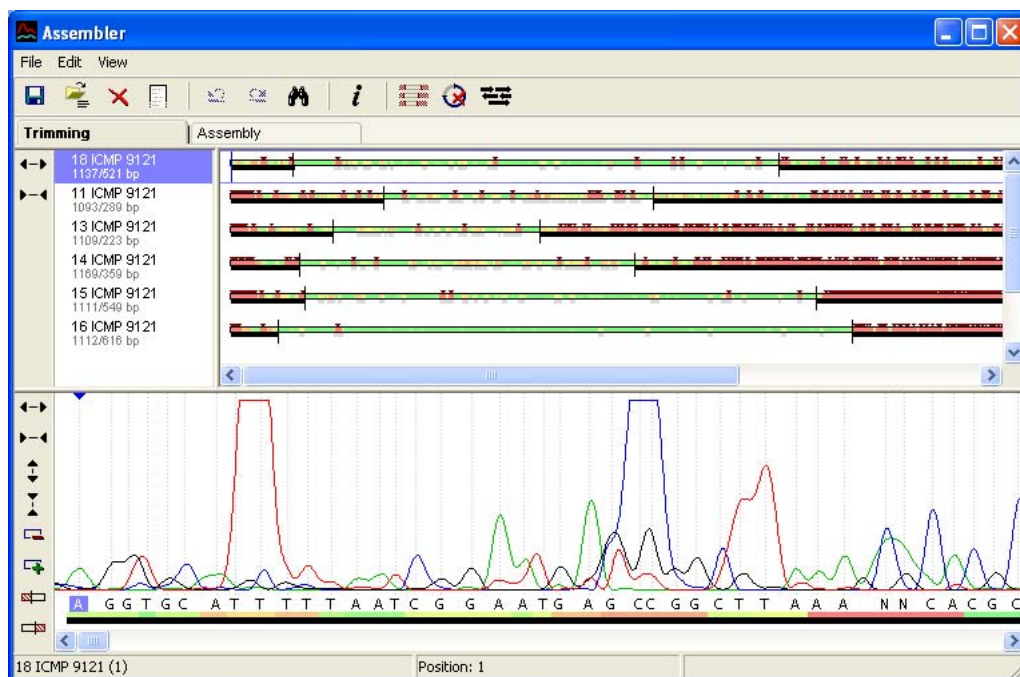 Assembler
File Edit View
i
Trimming Assembly
18 ICMP 9121
1137/521 bp
11 ICMP 9121
1093/289 bp
13 ICMP 9121
1109/223 bp
14 ICMP 9121
1169/359 bp
15 ICMP 9121
1111/549 bp
16 ICMP 9121
1112/616 bp
A G G T G C A T T T T T A A T C G G A A T G A G C C G G C T T A A A N N C A C G C
18 ICMP 9121 (1) Position: 1